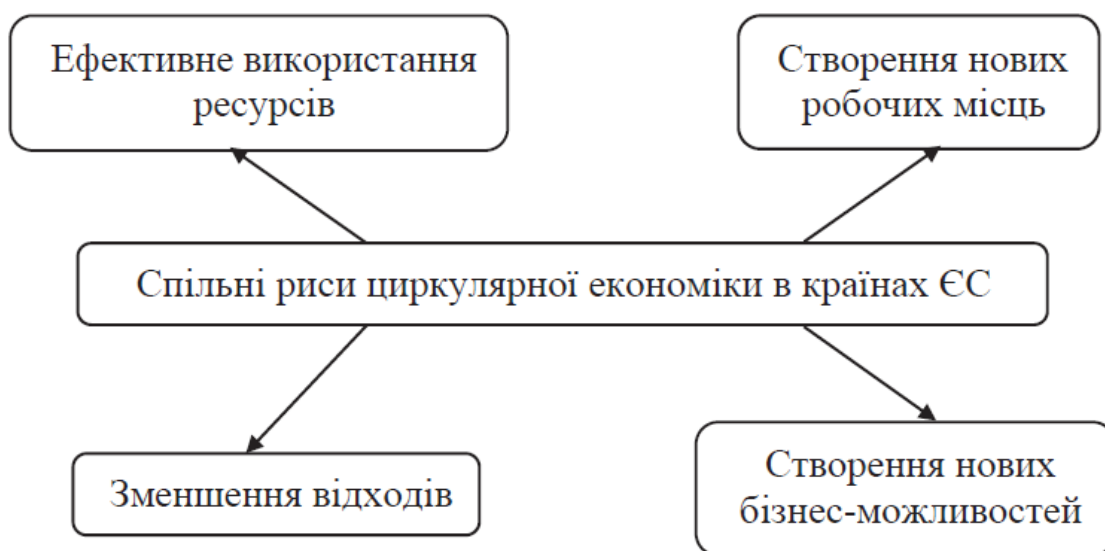 Ефективне використання
ресурсів
Створення нових
робочих місць
Спільні риси циркулярної економіки в країнах ЄС
Зменшення відходів
Створення нових
бізнес-можливостей